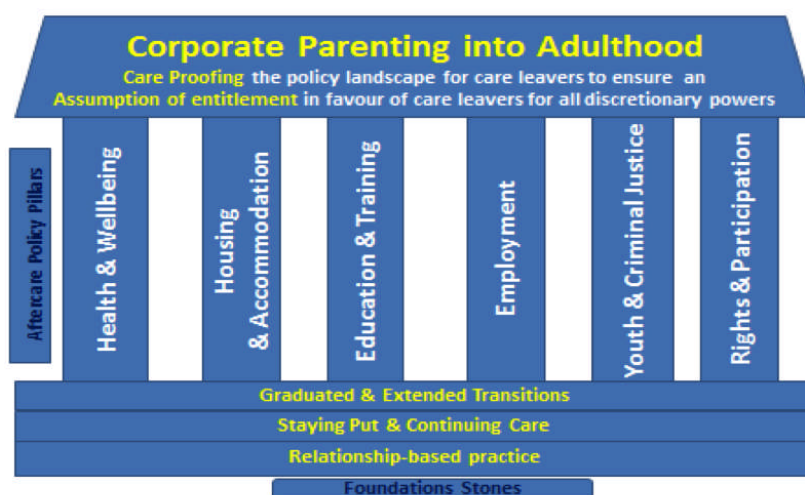 Corporate Parenting into Adulthood
Care Proofing the policy landscape for care leavers to ensure an
Assumption of entitlement in favour of care leavers for all discretionary powers
Aftercare Policy Pillars
Health & Wellbeing
Housing
& Accommodation
Education & Training
Employment
Youth & Criminal Justice
Rights & Participation
Graduated & Extended Transitions
Staying Put & Continuing Care
Relationship-based practice
Foundations Stones